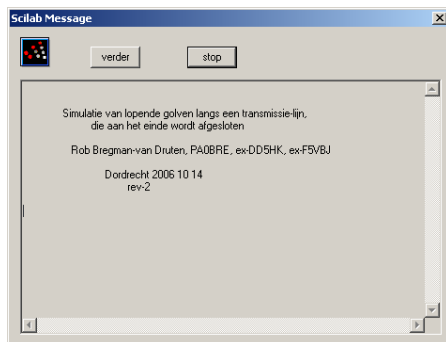 Scilab Message
verder stop
Simulatie van lopende golven langs een transmissie-lijn,
die aan het einde wordt afgesloten
Rob Bregman-van Druten, PA0BRE, ex-DD5HK, ex-F5VBJ
Dordrecht 2006 10 14
rev-2